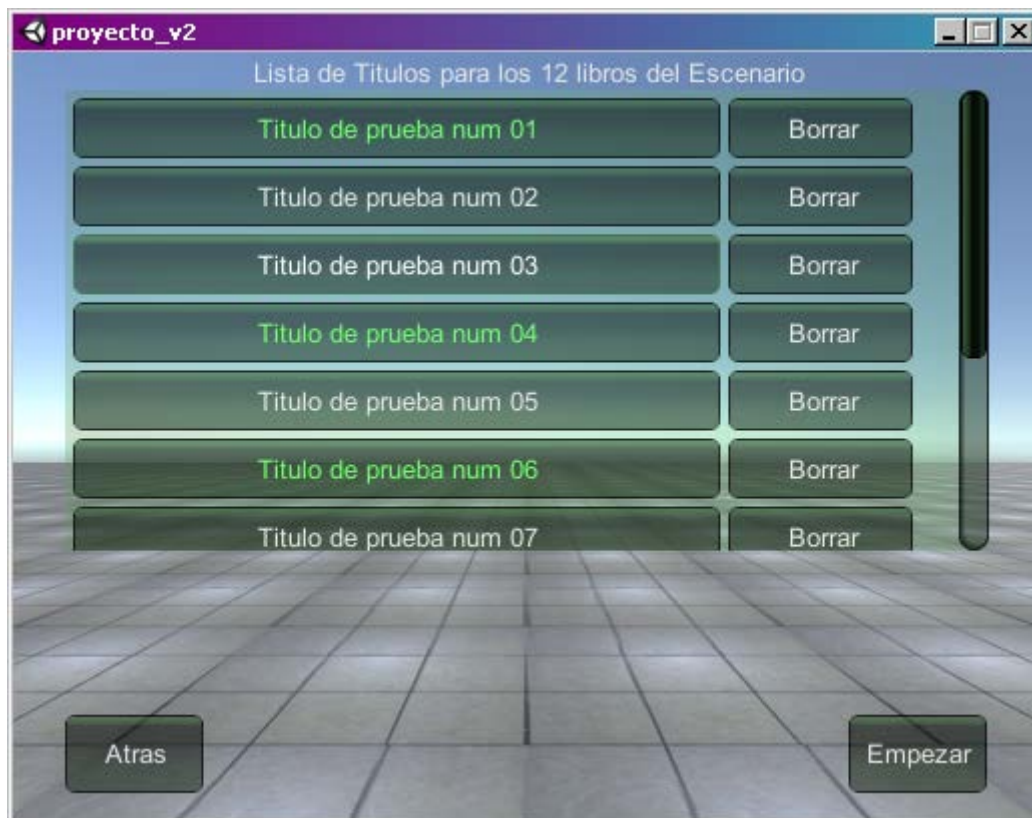 proyecto_v2
Lista de Titulos para los 12 libros del Escenario
Titulo de prueba num 01 Borrar
Titulo de prueba num 02 Borrar
Titulo de prueba num 03 Borrar
Titulo de prueba num 04 Borrar
Titulo de prueba num 05 Borrar
Titulo de prueba num 06 Borrar
Titulo de prueba num 07 Borrar
Atras Empezar